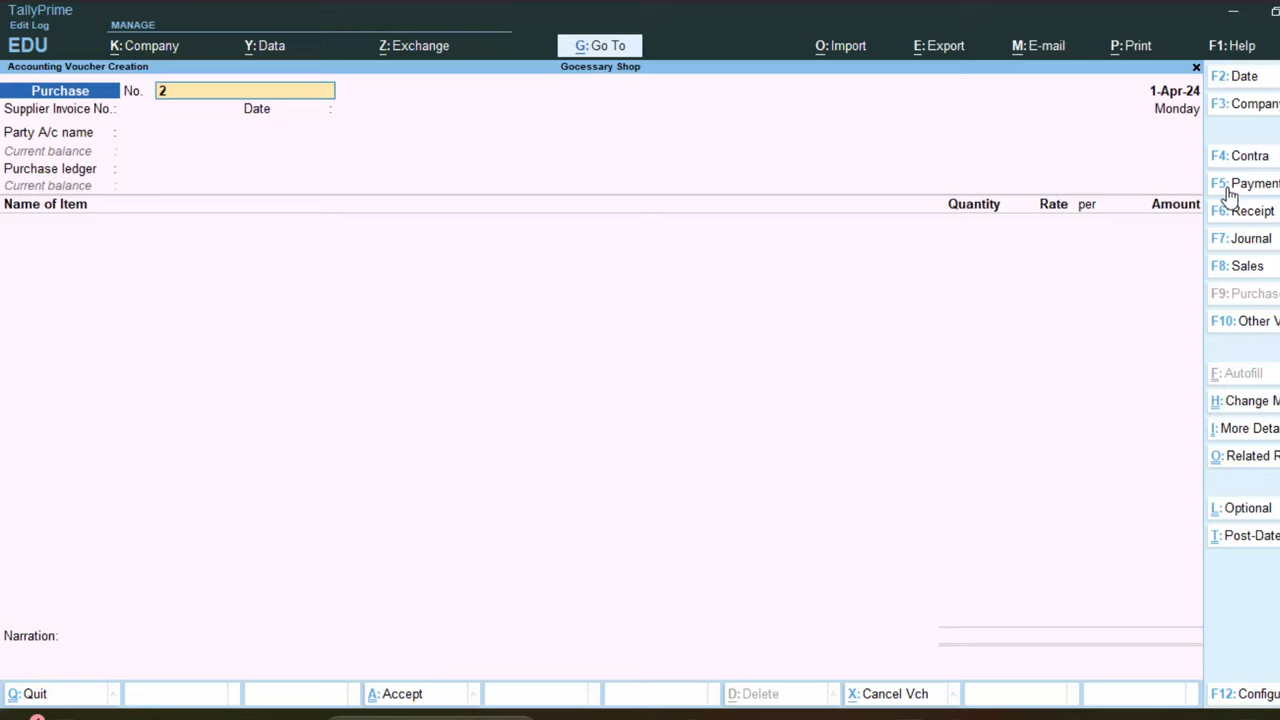 TallyPrime
Edit Log
MANAGE
EDU
K: Company
Y: Data
Z: Exchange
G: Go To
O: Import
E: Export
M: E-mail
P: Print
F1: Help
Accounting Voucher Creation
Gocessary Shop
Purchase No. 2
1-Apr-24
Supplier Invoice No.:
Date :
Monday
Party A/c name :
Current balance :
Purchase ledger :
Current balance :
Name of Item
Quantity Rate per Amount
Narration:
F2: Date
F3: Company
F4: Contra
F5: Payment
F6: Receipt
F7: Journal
F8: Sales
F9: Purchas
F10: Other V
F: Autofill
H: Change M
I: More Deta
O: Related R
L: Optional
T: Post-Date
F12: Configu
Q: Quit
A: Accept
D: Delete
X: Cancel Vch